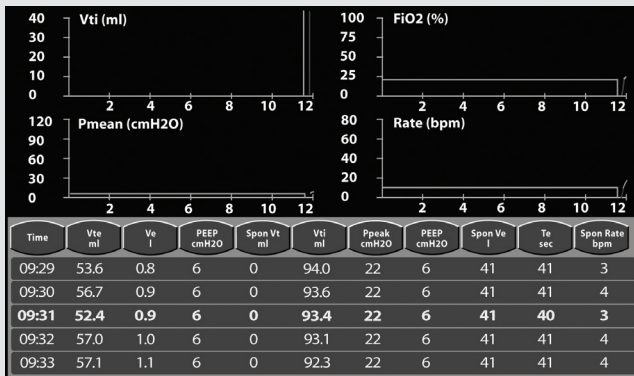 Vti (ml)
40
30
20
10
0
2 4 6 8 10 12
FiO2 (%)
100
75
50
25
0
2 4 6 8 10 12
Pmean (cmH2O)
120
90
60
30
0
2 4 6 8 10 12
Rate (bpm)
80
60
40
20
0
2 4 6 8 10 12
Time Vte ml Ve l PEEP cmH2O Spon Vt ml Vti ml Ppeak cmH2O PEEP cmH2O Spon Ve l Te sec Spon Rate bpm
09:29 53.6 0.8 6 0 94.0 22 6 41 41 3
09:30 56.7 0.9 6 0 93.6 22 6 41 41 4
09:31 52.4 0.9 6 0 93.4 22 6 41 40 3
09:32 57.0 1.0 6 0 93.1 22 6 41 41 4
09:33 57.1 1.1 6 0 92.3 22 6 41 41 4